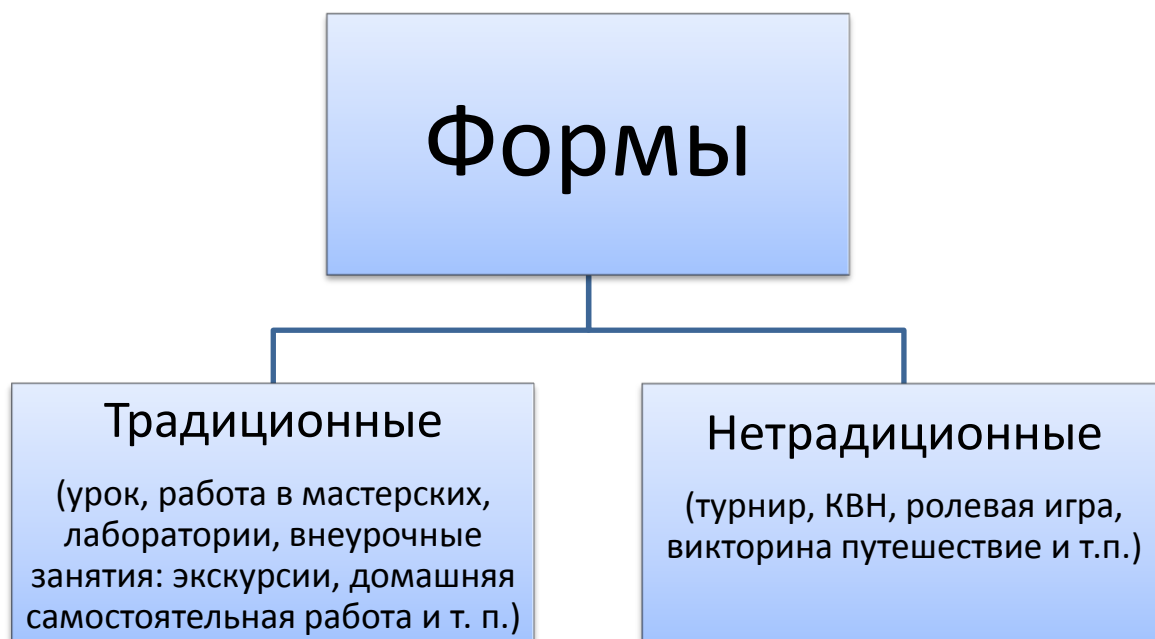 Формы
Традиционные
(урок, работа в мастерских,
лаборатории, внеурочные
занятия: экскурсии, домашняя
самостоятельная работа и т. п.)
Нетрадиционные
(турнир, КВН, ролевая игра,
викторина путешествие и т.п.)